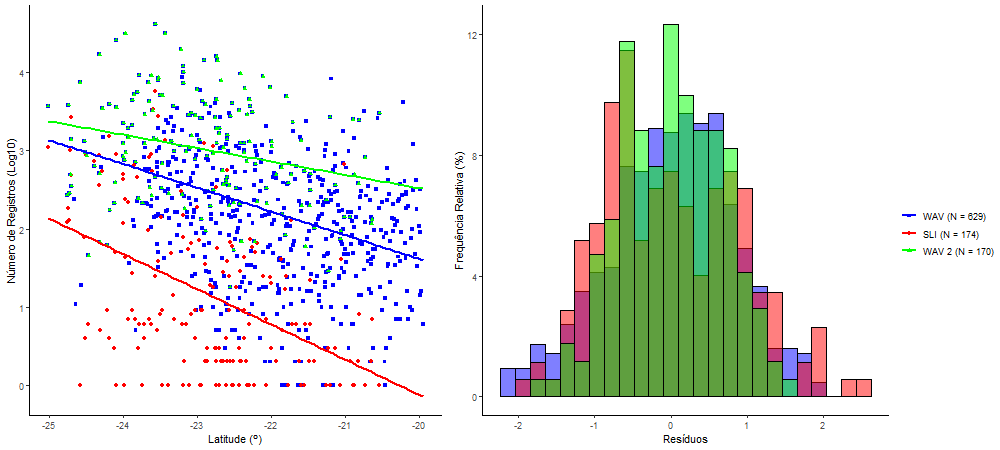 Número de Registros (Log10)
4
3
2
1
0
-25
-24
-23
-22
-21
-20
Latitude (°)
Frequência Relativa (%)
12
8
4
0
-2
-1
0
1
2
Resíduos
WAV (N = 629)
SLI (N = 174)
WAV 2 (N = 170)